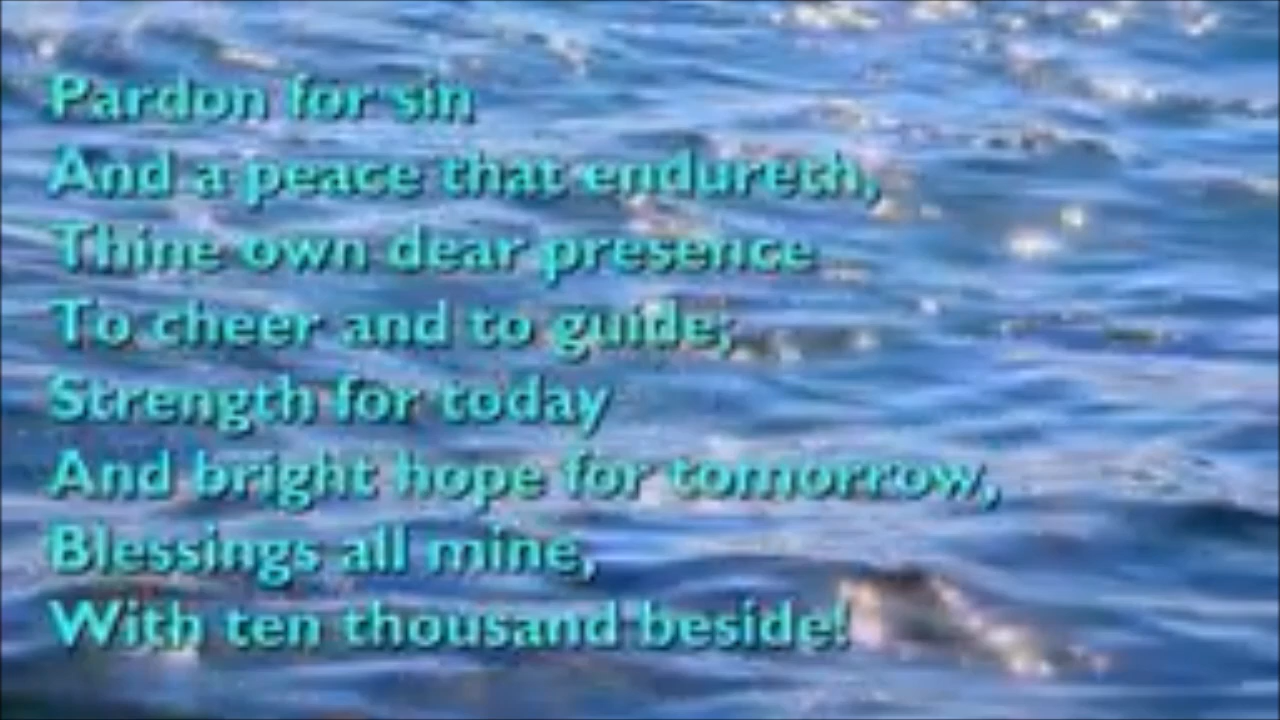 Pardon for sin
And a peace that endureth,
Thine own dear presence
To cheer and to guide;
Strength for today
And bright hope for tomorrow,
Blessings all mine,
With ten thousand beside!